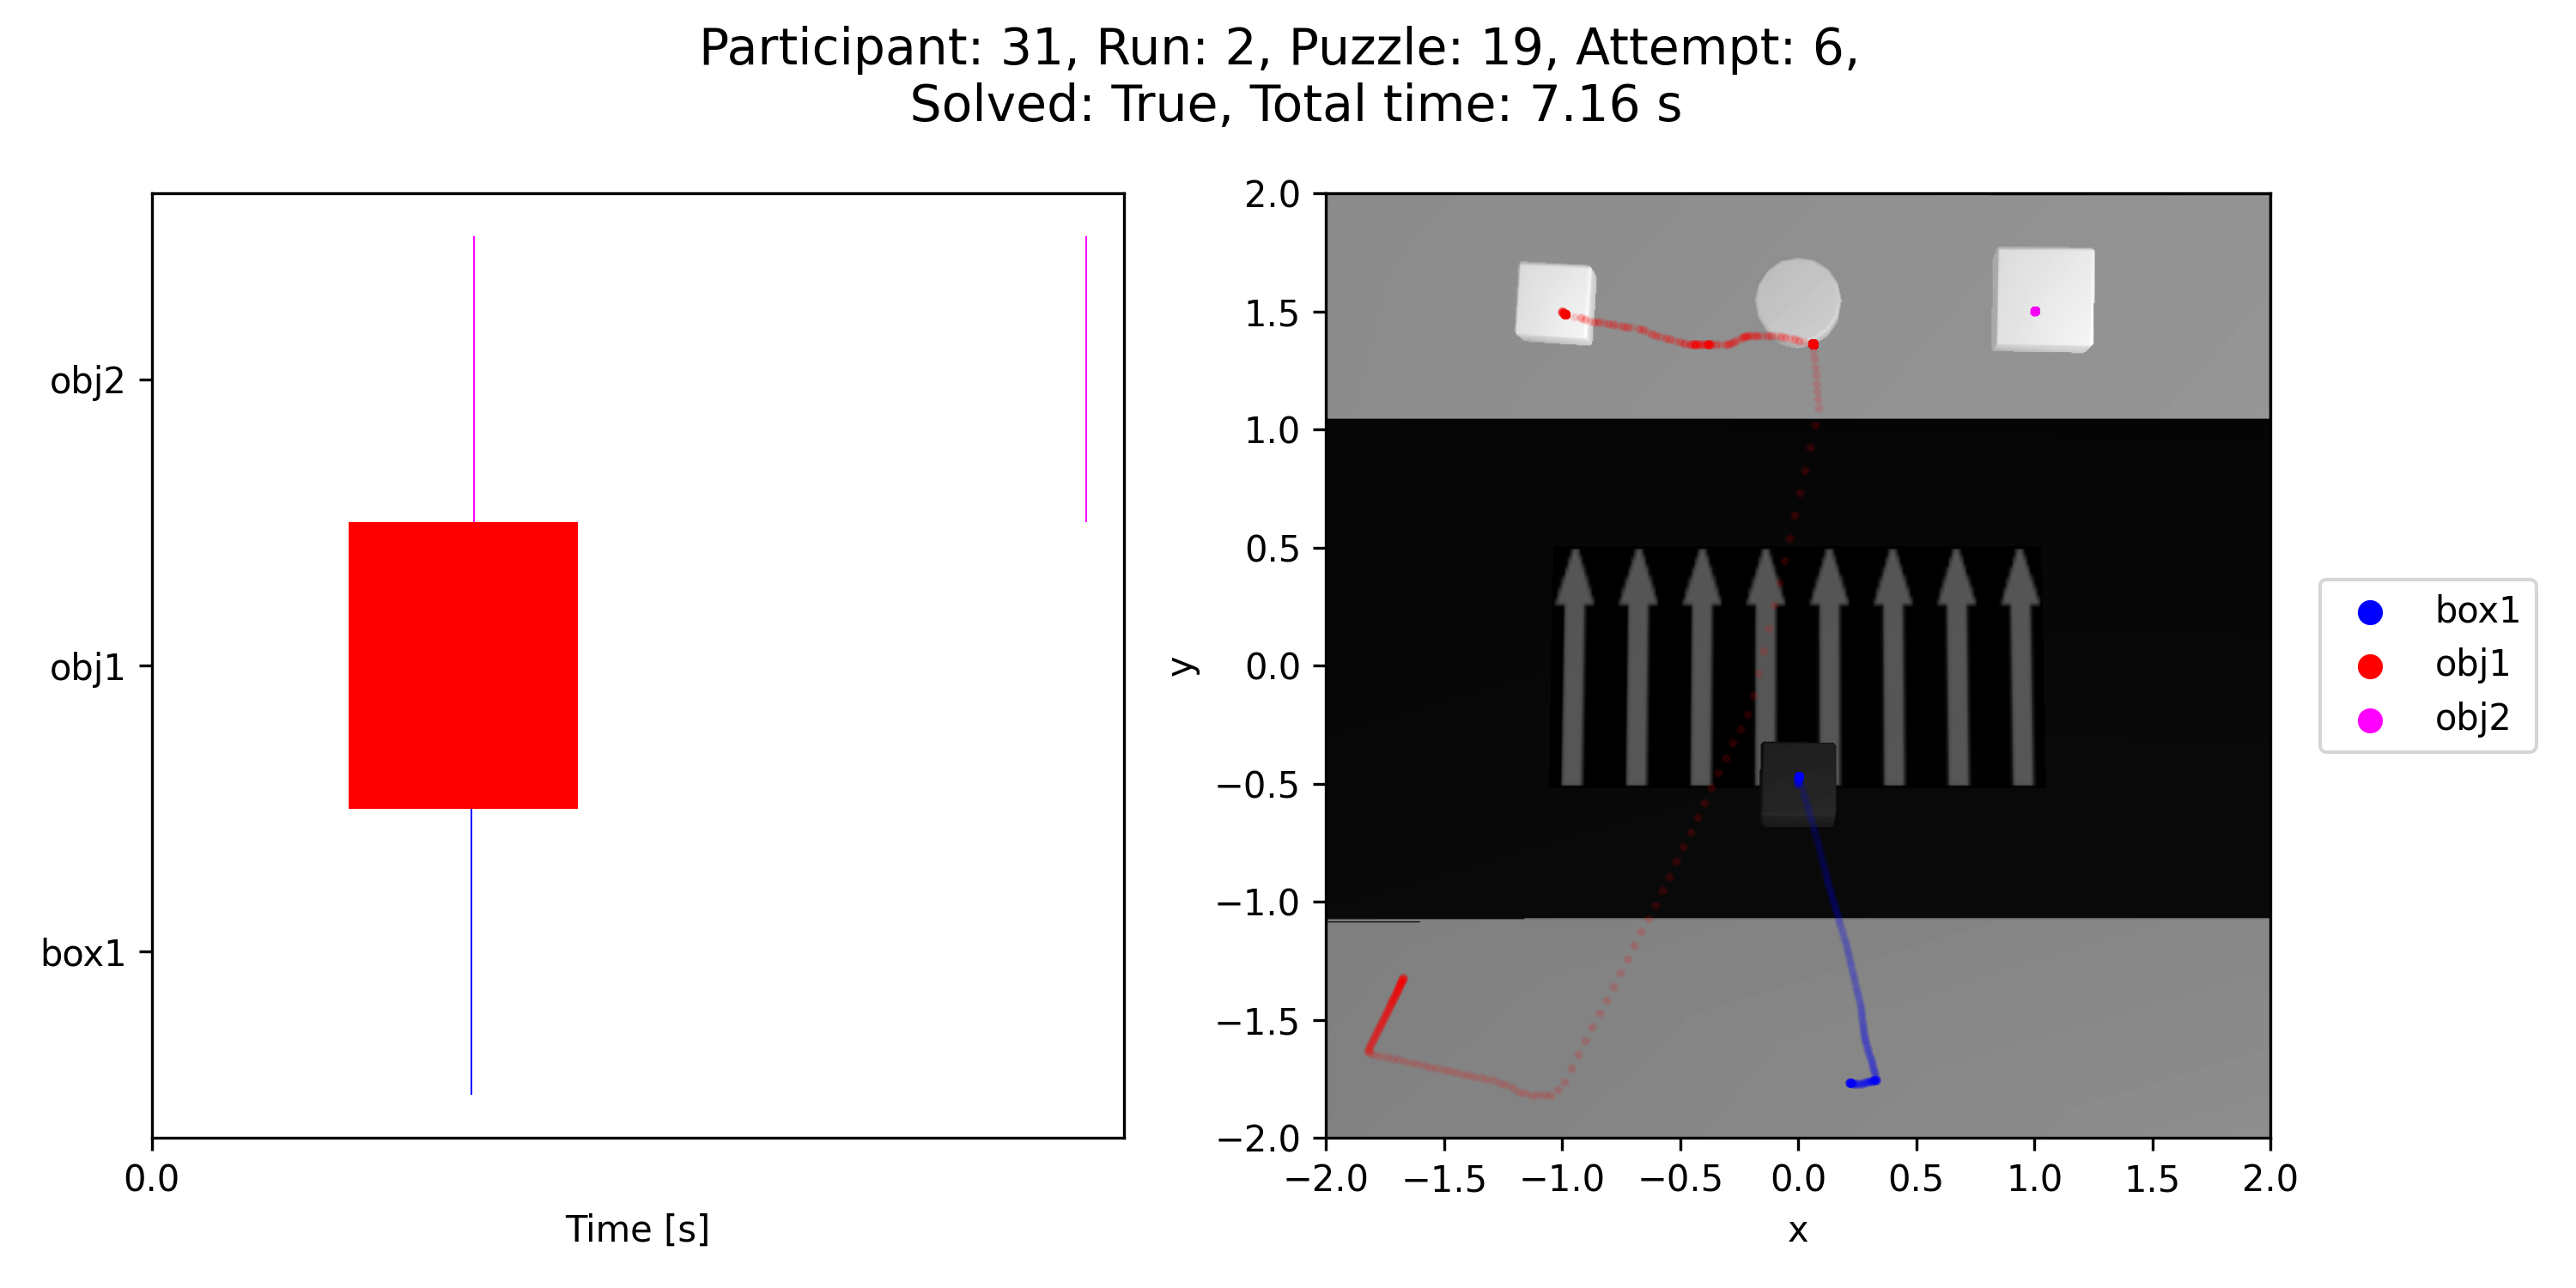 Participant: 31, Run: 2, Puzzle: 19, Attempt: 6,
Solved: True, Total time: 7.16 s
obj2
obj1
box1
0.0
Time [s]
2.0
1.5
1.0
0.5
0.0
−0.5
−1.0
−1.5
−2.0
y
−2.0 −1.5 −1.0 −0.5 0.0 0.5 1.0 1.5 2.0
x
box1
obj1
obj2